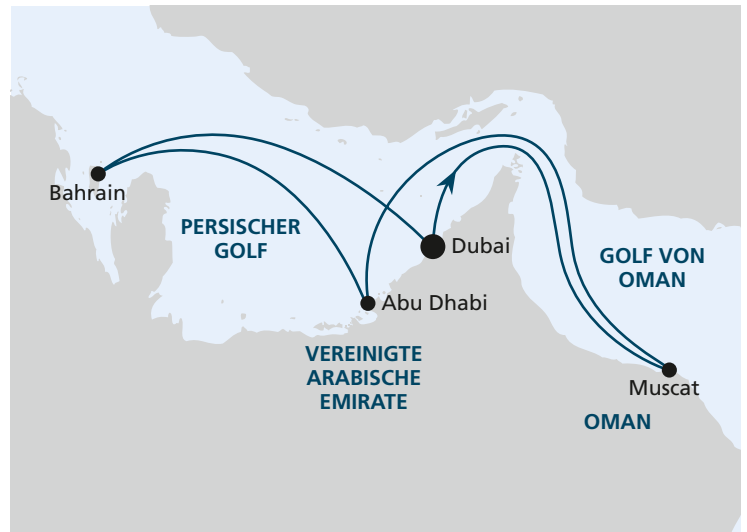 Bahrain
PERSISCHER
GOLF
Dubai
GOLF VON
OMAN
Abu Dhabi
VEREINIGTE
ARABISCHE
EMIRATE
Muscat
OMAN